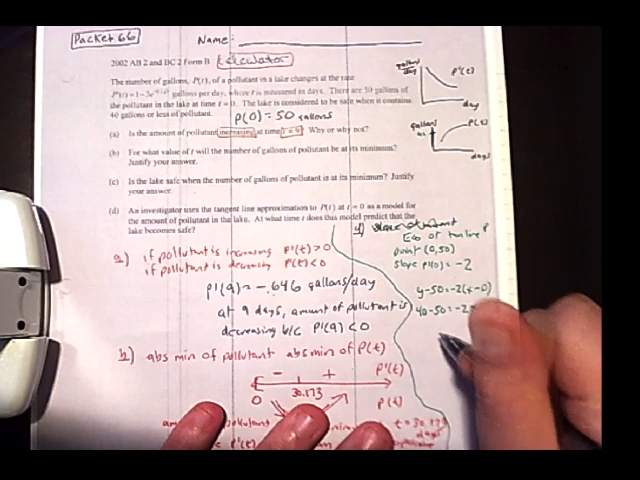 Packet 66
Name:
2002 AB 2 and BC 2 Form B Calculator
The number of gallons, P(t), of a pollutant in a lake changes at the rate
P'(t) = 1 − 3e gallons per day, where t is measured in days. There are 50 gallons of
the pollutant in the lake at time t = 0. The lake is considered to be safe when it contains
40 gallons or less of pollutant.
P(0) = 50 gallons
gallons
day
P'(t)
day
gallons
P(t)
days
(a) Is the amount of pollutant increasing at time t = 9? Why or why not?
(b) For what value of t will the number of gallons of pollutant be at its minimum?
Justify your answer.
(c) Is the lake safe when the number of gallons of pollutant is at its minimum? Justify
your answer.
(d) An investigator uses the tangent line approximation to P(t) at t = 0 as a model for
the amount of pollutant in the lake. At what time t does this model predict that the
lake becomes safe?
a) if pollutant is increasing P'(t) > 0
if pollutant is decreasing P(t) < 0
P'(9) = -.646 gallons/day
at 9 days, amount of pollutant is
decreasing b/c P'(9) < 0
b) abs min of pollutant abs min of P(t)
− + P'(t)
0 30.173 P(t)
t = 30.17
days
of tan line P
point (0,50)
slope P'(0) = -2
y-50 = -2(x-0)
40-50 = -2